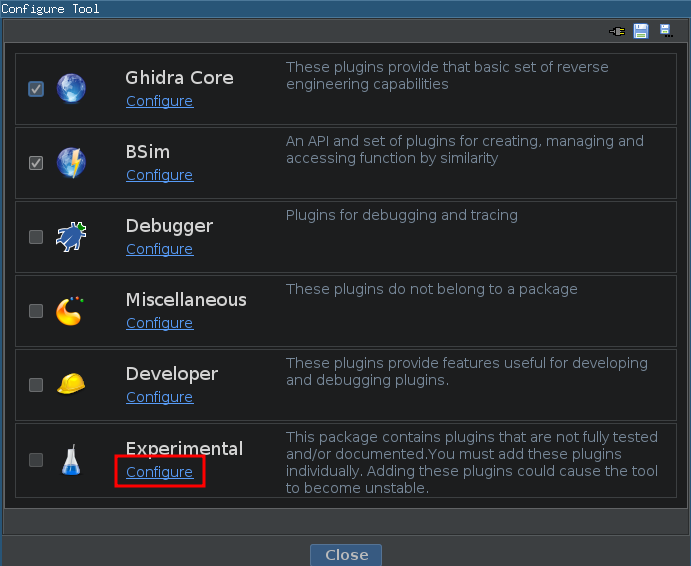 Configure Tool
Ghidra Core
Configure
These plugins provide that basic set of reverse
engineering capabilities
BSim
Configure
An API and set of plugins for creating, managing and
accessing function by similarity
Debugger
Configure
Plugins for debugging and tracing
Miscellaneous
Configure
These plugins do not belong to a package
Developer
Configure
These plugins provide features useful for developing
and debugging plugins.
Experimental
Configure
This package contains plugins that are not fully tested
and/or documented.You must add these plugins
individually. Adding these plugins could cause the tool
to become unstable.
Close